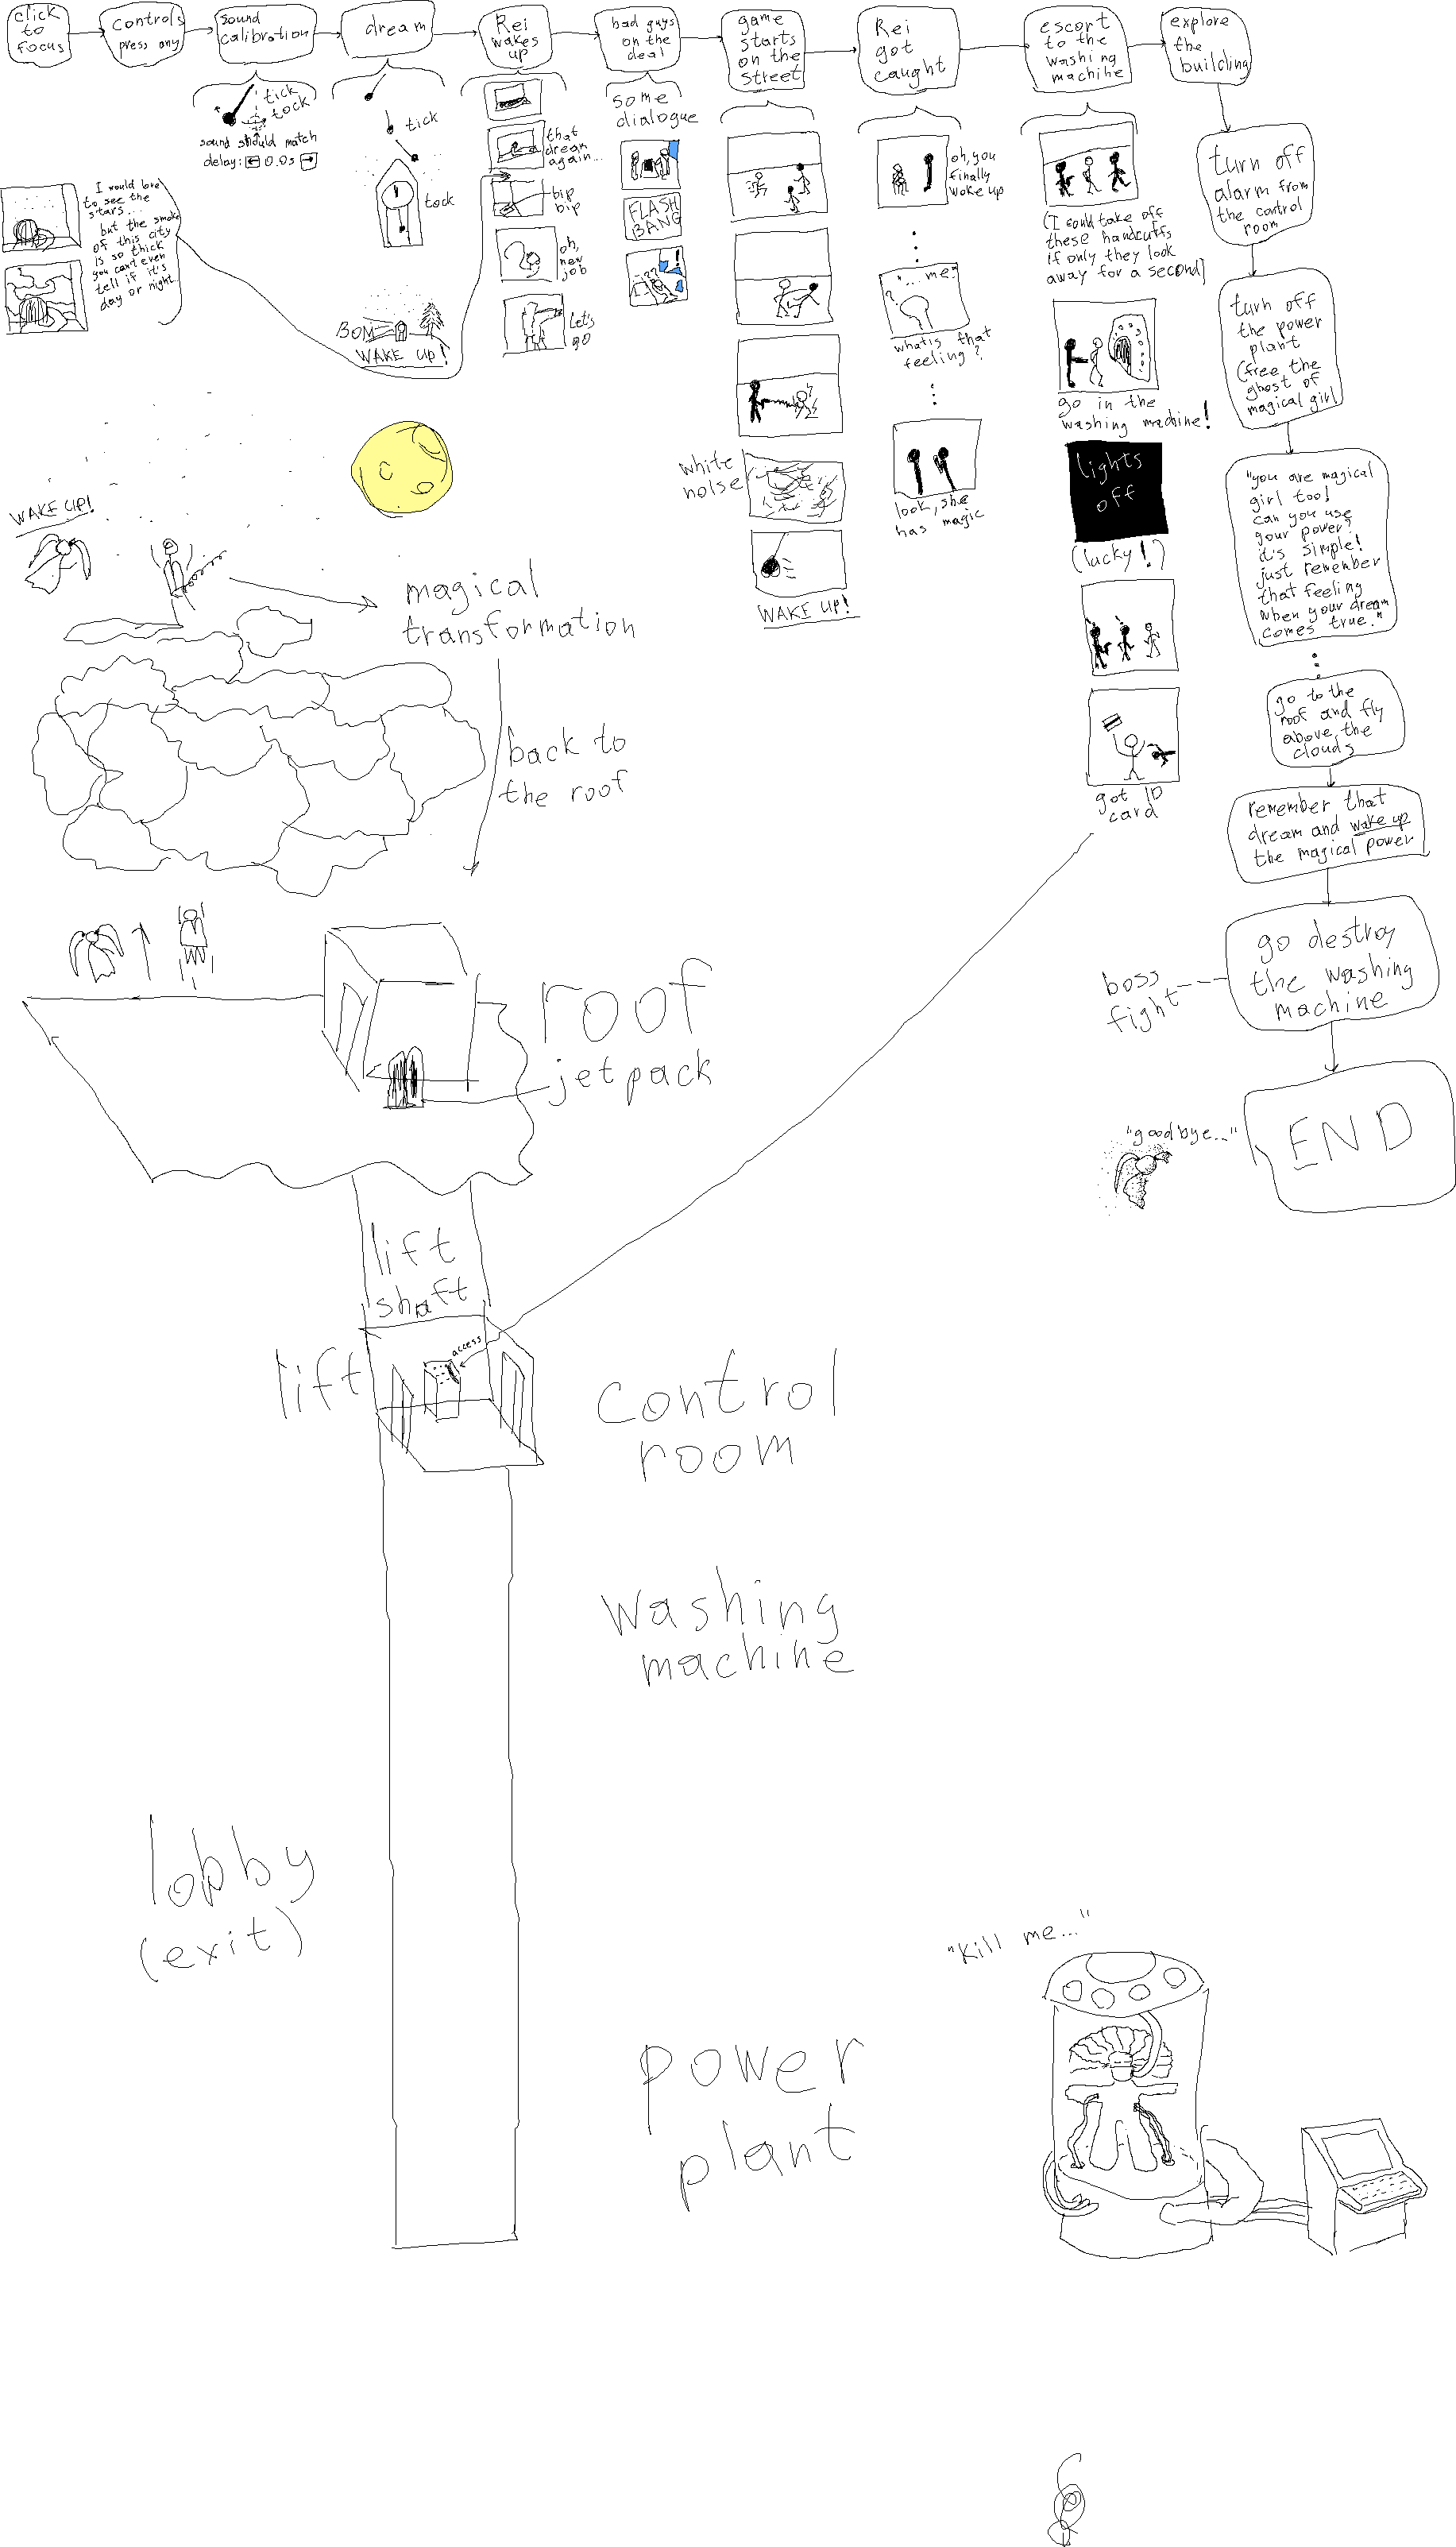 click
to
focus
controls
press any
sound
calibration
dream
Rei
wakes
up
bad guys
on the
deal
game
starts
on the
street
Rei
got
caught
escort
to the
washing
machine
explore
the
building
tick
tock
sound should match
delay: ← 0.0s →
tick
tock
BOM
WAKE UP!
I would love
to see the
stars...
but the smoke
of this city
is so thick
you can't even
tell if it's
day or night.
that
dream
again...
bip
bip
oh,
new
job
Let's
go
some
dialogue
FLASH
BANG
!
white
noise
WAKE UP!
oh, you
finally
woke up
"...me?
?
what is that
feeling?
look, she
has magic
(I could take off
these handcuffs
if only they look
away for a second)
go in the
washing machine!
lights
off
(lucky!)
got ID
card
turn off
alarm from
the control
room
turn off
the power
plant
(free the
ghost of
magical girl
"you are magical
girl too!
can you use
your power?
it's simple!
just remember
that feeling
when your dream
comes true."
go to the
roof and fly
above the
clouds
remember that
dream and wake up
the magical power
go destroy
the washing
machine
boss
fight
END
"goodbye..."
WAKE UP!
magical
transformation
back to
the roof
roof
jetpack
lift
shaft
access
lift
control
room
washing
machine
lobby
(exit)
power
plant
"Kill me..."